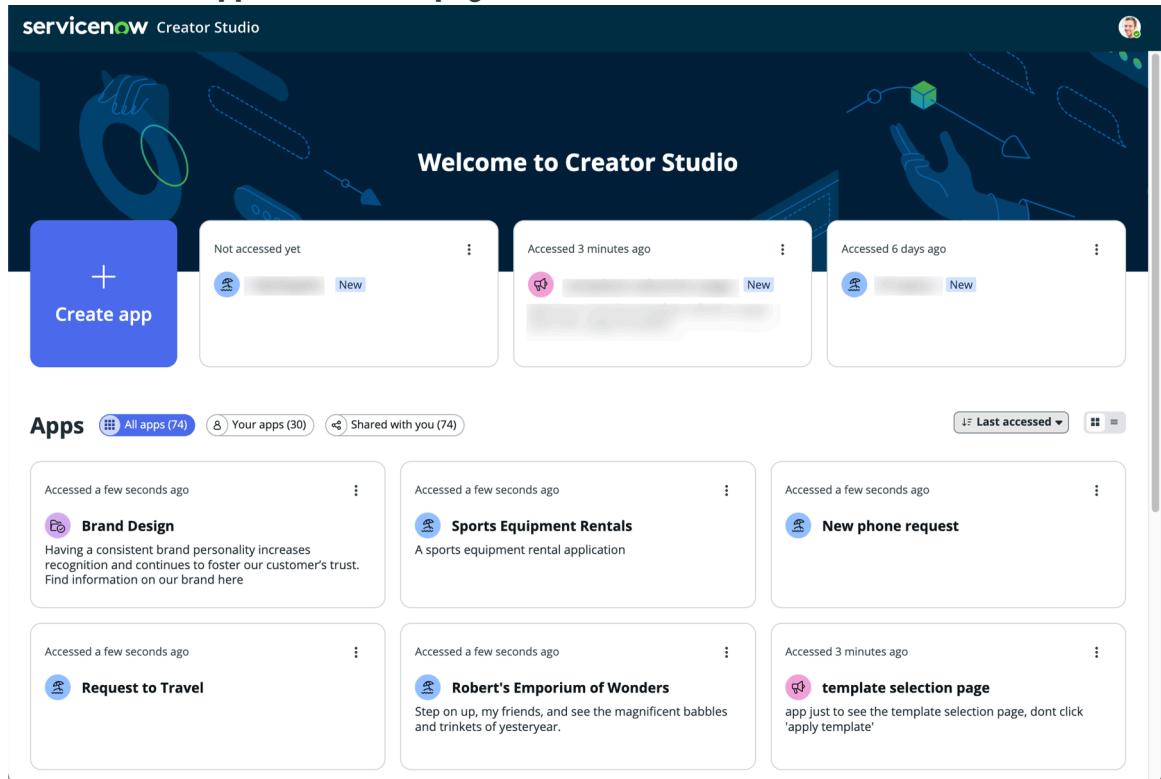 servicenow Creator Studio
Welcome to Creator Studio
Create app
Not accessed yet
New
Accessed 3 minutes ago
New
Accessed 6 days ago
New
Apps
All apps (74)
Your apps (30)
Shared with you (74)
Last accessed
Accessed a few seconds ago
Brand Design
Having a consistent brand personality increases
recognition and continues to foster our customer's trust.
Find information on our brand here
Accessed a few seconds ago
Sports Equipment Rentals
A sports equipment rental application
Accessed a few seconds ago
New phone request
Accessed a few seconds ago
Request to Travel
Accessed a few seconds ago
Robert's Emporium of Wonders
Step on up, my friends, and see the magnificent babbles
and trinkets of yesteryear.
Accessed 3 minutes ago
template selection page
app just to see the template selection page, dont click
'apply template'